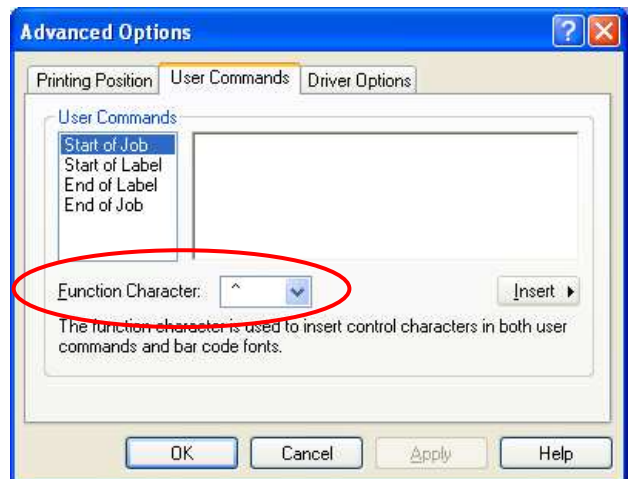 Advanced Options
Printing Position User Commands Driver Options
User Commands
Start of Job
Start of Label
End of Label
End of Job
Function Character: ^
Insert
The function character is used to insert control characters in both user
commands and bar code fonts.
OK Cancel Apply Help